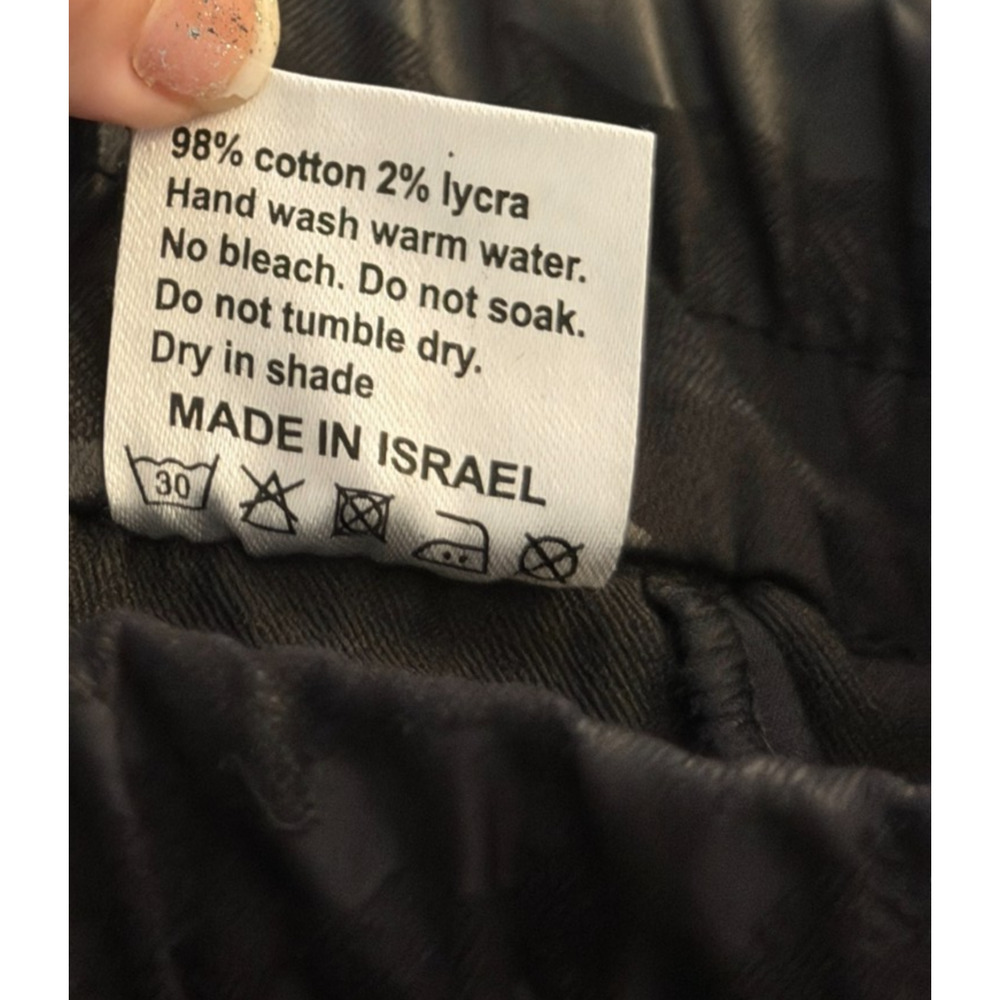 98% cotton 2% lycra
Hand wash warm water.
No bleach. Do not soak.
Do not tumble dry.
Dry in shade
MADE IN ISRAEL
30